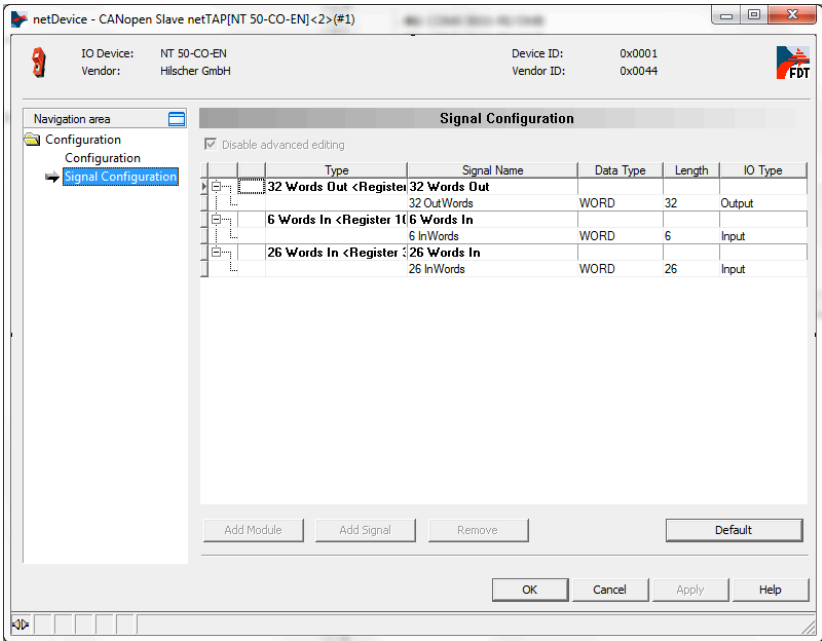 netDevice - CANopen Slave netTAP[NT 50-CO-EN]<2>(#1)
IO Device: NT 50-CO-EN Device ID: 0x0001
Vendor: Hilscher GmbH Vendor ID: 0x0044
FDT
Navigation area
Configuration
Configuration
Signal Configuration
Signal Configuration
Disable advanced editing
Type Signal Name Data Type Length IO Type
32 Words Out <Register 32 Words Out
32 OutWords WORD 32 Output
6 Words In <Register 10 6 Words In
6 InWords WORD 6 Input
26 Words In <Register 26 Words In
26 InWords WORD 26 Input
Add Module Add Signal Remove Default
OK Cancel Apply Help